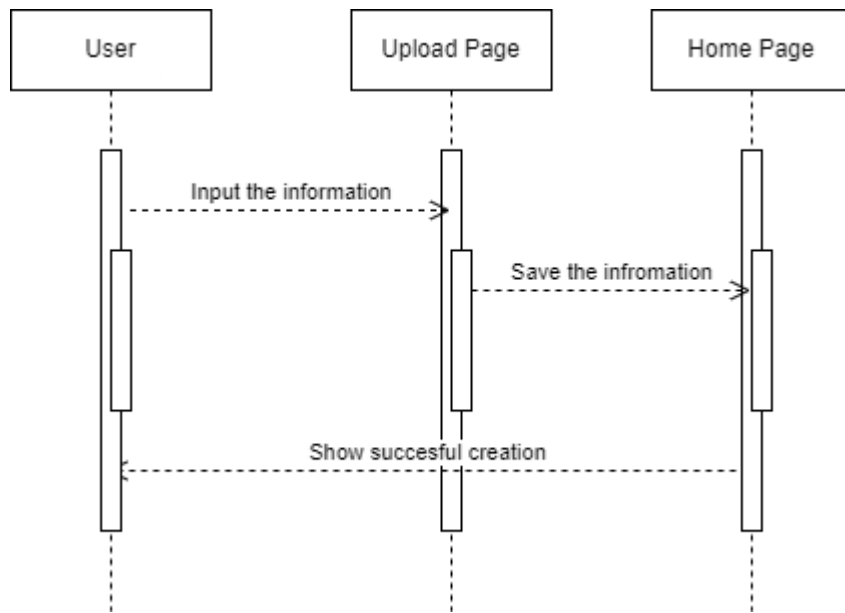 User
Upload Page
Home Page
Input the information
Save the infromation
Show succesful creation